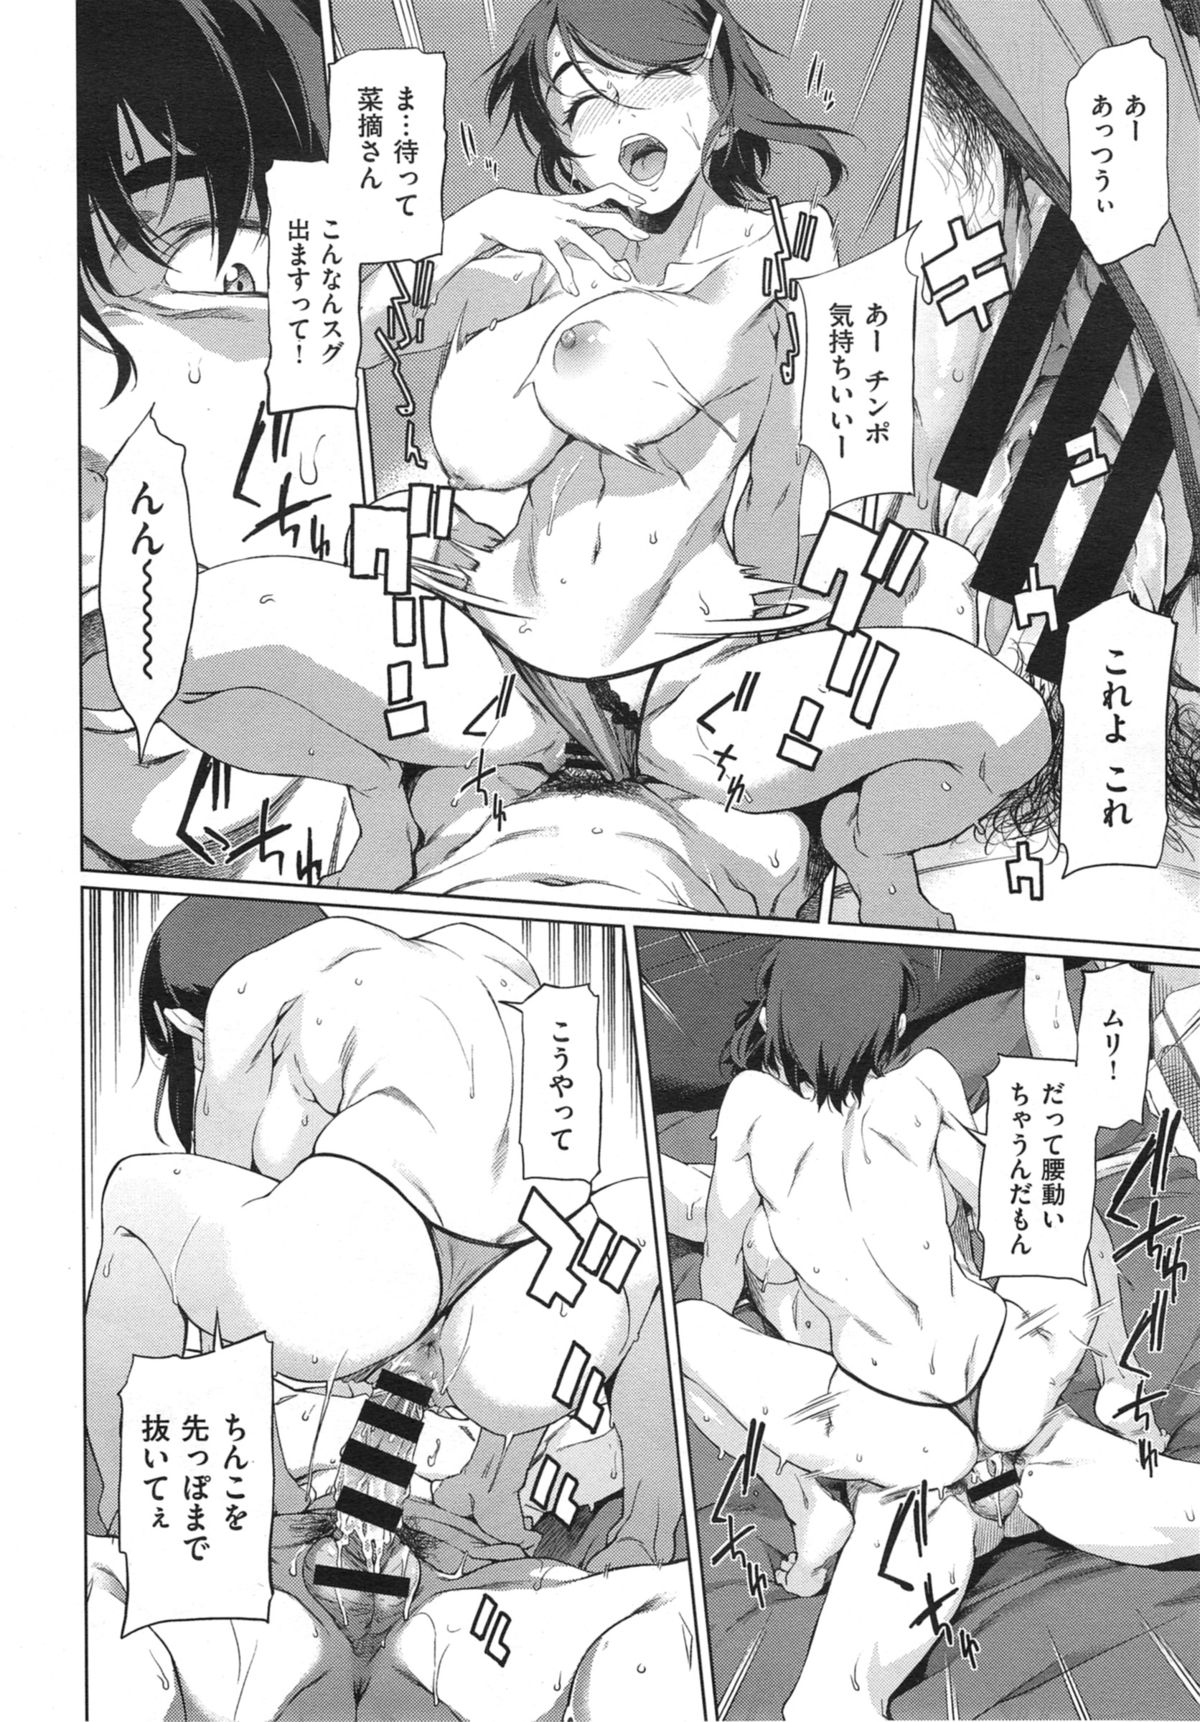 あー
あっつうぃ
これよ これ
あー チンポ
気持ちいいー
ま…待って
菜摘さん
こんなんスグ
出ますって!
んん〜〜〜
ムリ!
だって腰動い
ちゃうんだもん
こうやって
ちんこを
先っぽまで
抜いてぇ